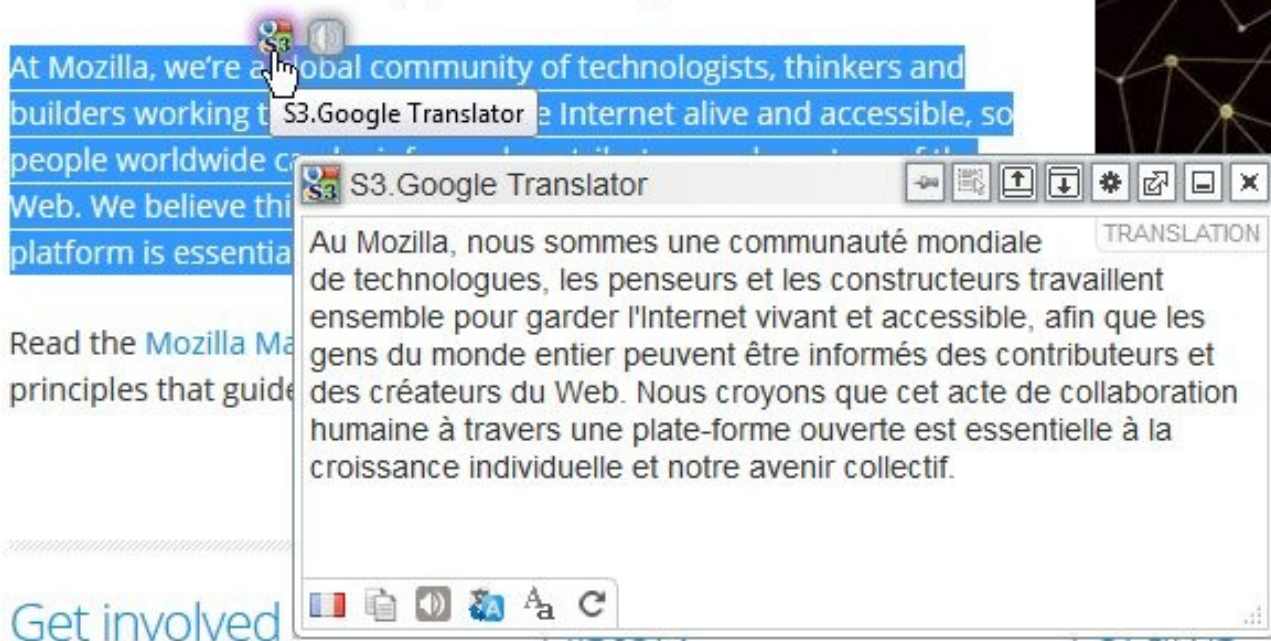 S3
At Mozilla, we're a global community of technologists, thinkers and
builders working t
S3.Google Translator
e Internet alive and accessible, so
people worldwide ca
Web. We believe thi
platform is essentia
S3 S3.Google Translator
TRANSLATION
Au Mozilla, nous sommes une communauté mondiale
de technologues, les penseurs et les constructeurs travaillent
ensemble pour garder l'Internet vivant et accessible, afin que les
gens du monde entier peuvent être informés des contributeurs et
des créateurs du Web. Nous croyons que cet acte de collaboration
humaine à travers une plate-forme ouverte est essentielle à la
croissance individuelle et notre avenir collectif.
Read the Mozilla Ma
principles that guide
Aa
Get involved